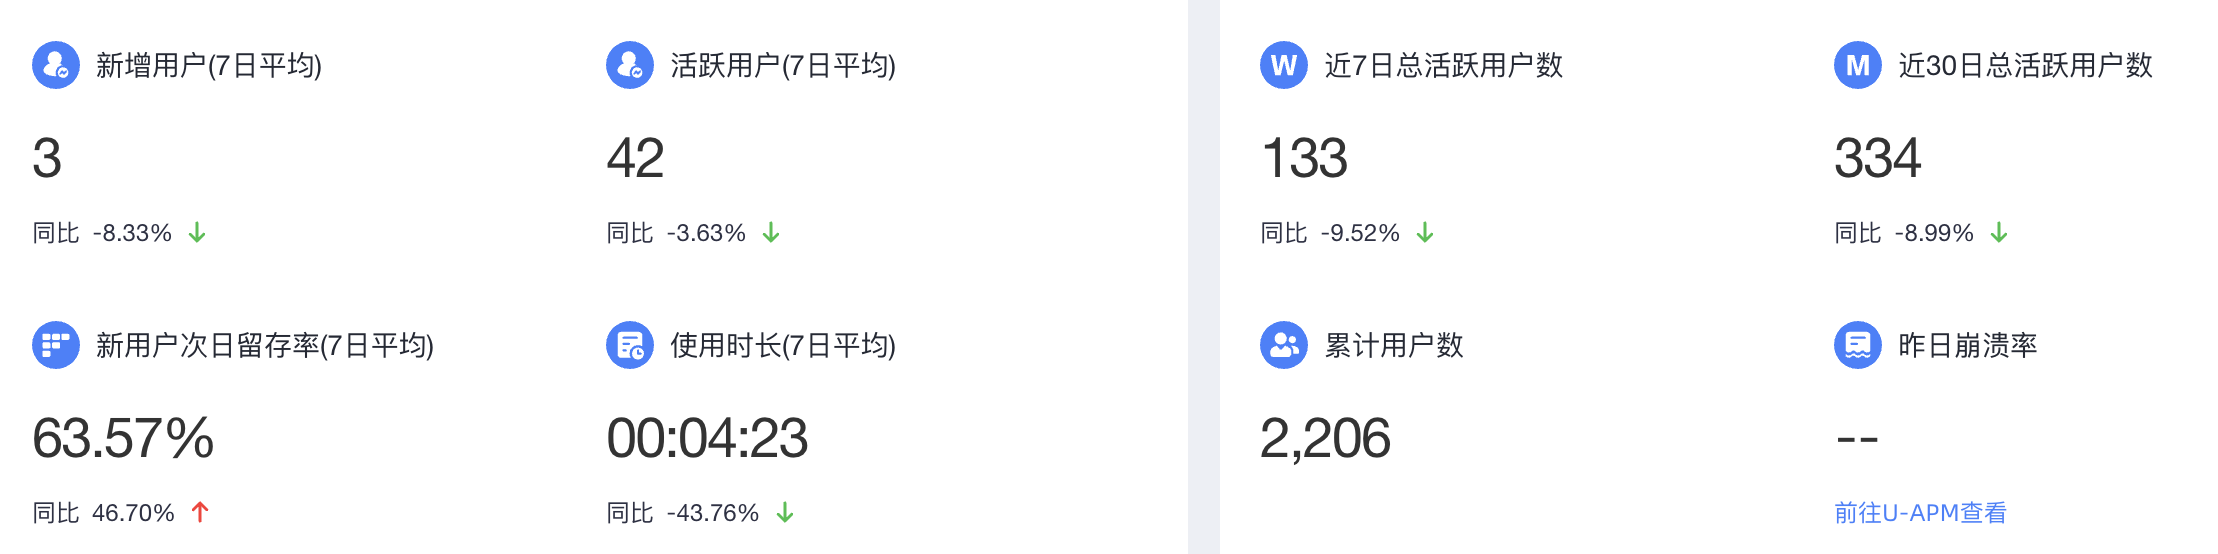 新增用户(7日平均)
活跃用户(7日平均)
W 近7日总活跃用户数
M 近30日总活跃用户数
3
42
133
334
同比 -8.33% ↓
同比 -3.63% ↓
同比 -9.52% ↓
同比 -8.99% ↓
新用户次日留存率(7日平均)
使用时长(7日平均)
累计用户数
昨日崩溃率
63.57%
00:04:23
2,206
--
同比 46.70% ↑
同比 -43.76% ↓
前往U-APM查看